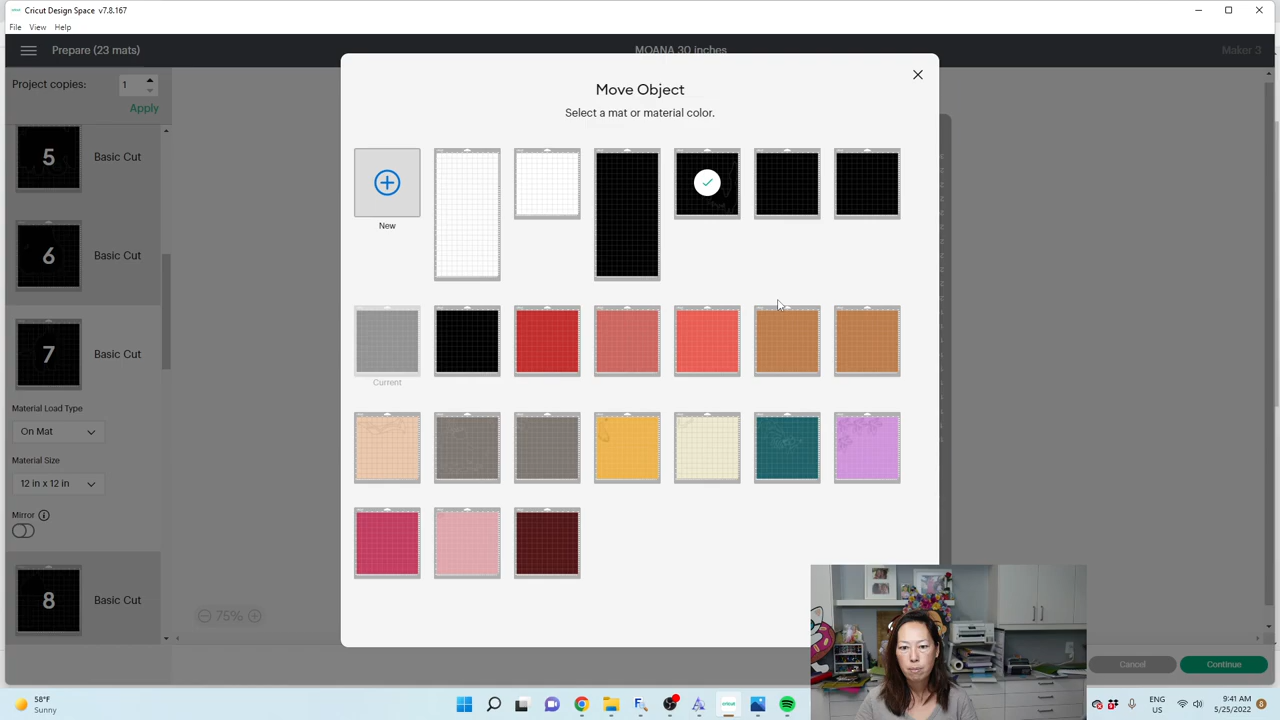 Cricut Design Space v7.8.167
File View Help
Prepare (23 mats)
MOANA 30 inches
Maker 3
Project copies:
1
Apply
5
Basic Cut
6
Basic Cut
7
Basic Cut
Material Load Type
On Mat
Material Size
12 in x 12 in
Mirror
8
Basic Cut
75%
Move Object
Select a mat or material color.
New
Current
Cancel
Continue
58°F
Sunny
cricut
ENG
US
9:41 AM
5/25/2022